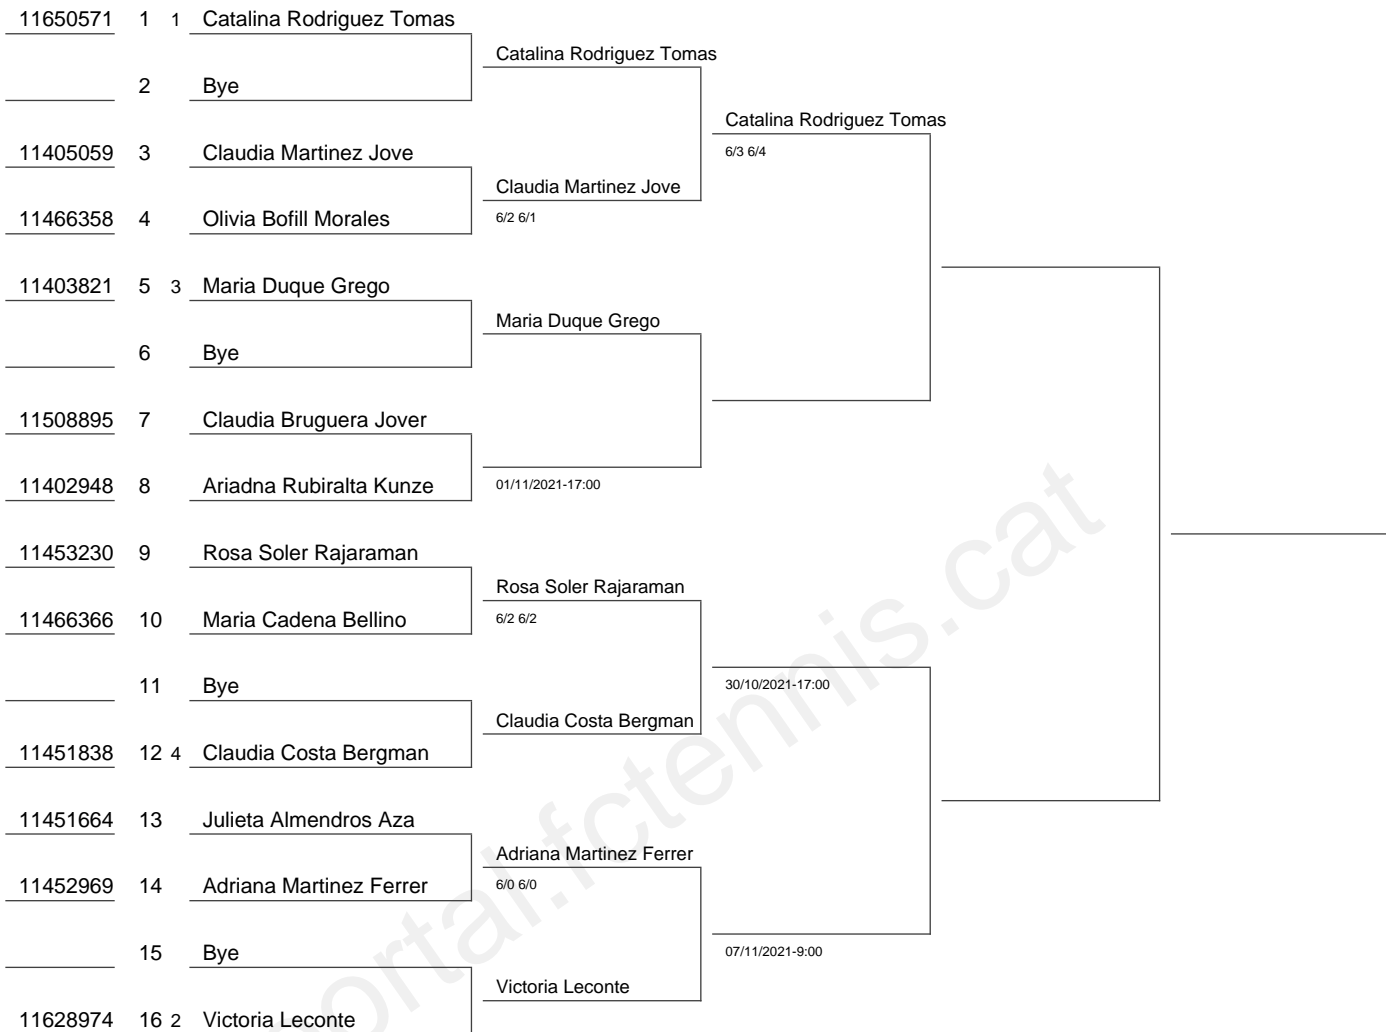 11650571 1 1 Catalina Rodriguez Tomas
Catalina Rodriguez Tomas
2 Bye
Catalina Rodriguez Tomas
6/3 6/4
11405059 3 Claudia Martinez Jove
Claudia Martinez Jove
6/2 6/1
11466358 4 Olivia Bofill Morales
11403821 5 3 Maria Duque Grego
Maria Duque Grego
6 Bye
11508895 7 Claudia Bruguera Jover
11402948 8 Ariadna Rubiralta Kunze
01/11/2021-17:00
11453230 9 Rosa Soler Rajaraman
Rosa Soler Rajaraman
6/2 6/2
11466366 10 Maria Cadena Bellino
11 Bye
30/10/2021-17:00
Claudia Costa Bergman
11451838 12 4 Claudia Costa Bergman
11451664 13 Julieta Almendros Aza
Adriana Martinez Ferrer
6/0 6/0
11452969 14 Adriana Martinez Ferrer
15 Bye
07/11/2021-9:00
Victoria Leconte
11628974 16 2 Victoria Leconte
portal.fctennis.cat